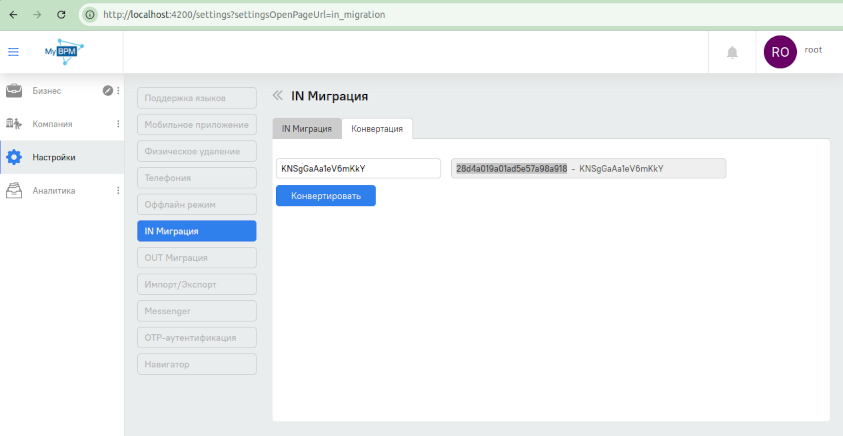 http://localhost:4200/settings?settingsOpenPageUrl=in_migration
My BPM
RO root
Бизнес
Компания
Настройки
Аналитика
Поддержка языков
Мобильное приложение
Физическое удаление
Телефония
Оффлайн режим
IN Миграция
OUT Миграция
Импорт/Экспорт
Messenger
OTP-аутентификация
Навигатор
IN Миграция
IN Миграция Конвертация
KNSgGaAa1eV6mKkY 28d4a019a01ad5e57a98a918 - KNSgGaAa1eV6mKkY
Конвертировать